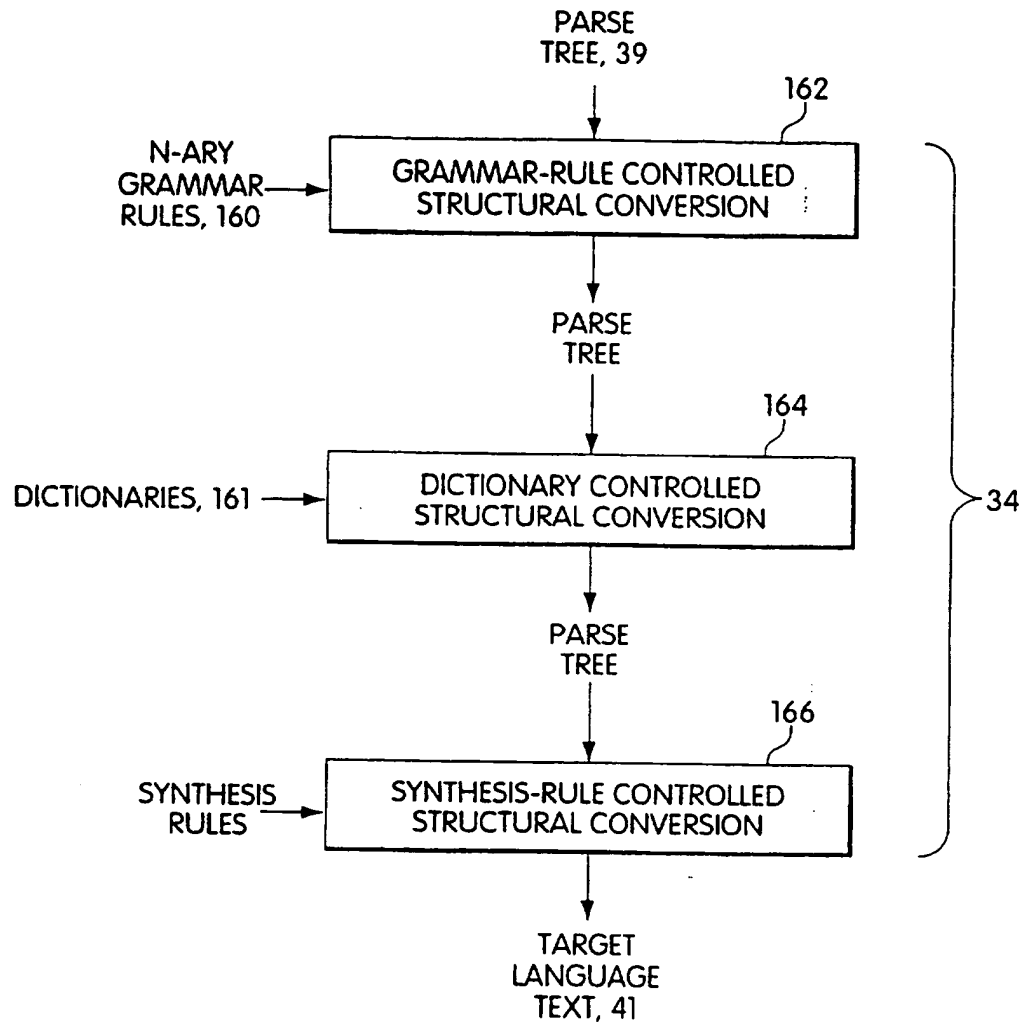 PARSE
TREE, 39
162
N-ARY
GRAMMAR
RULES, 160
GRAMMAR-RULE CONTROLLED
STRUCTURAL CONVERSION
PARSE
TREE
164
DICTIONARIES, 161
DICTIONARY CONTROLLED
STRUCTURAL CONVERSION
34
PARSE
TREE
166
SYNTHESIS
RULES
SYNTHESIS-RULE CONTROLLED
STRUCTURAL CONVERSION
TARGET
LANGUAGE
TEXT, 41